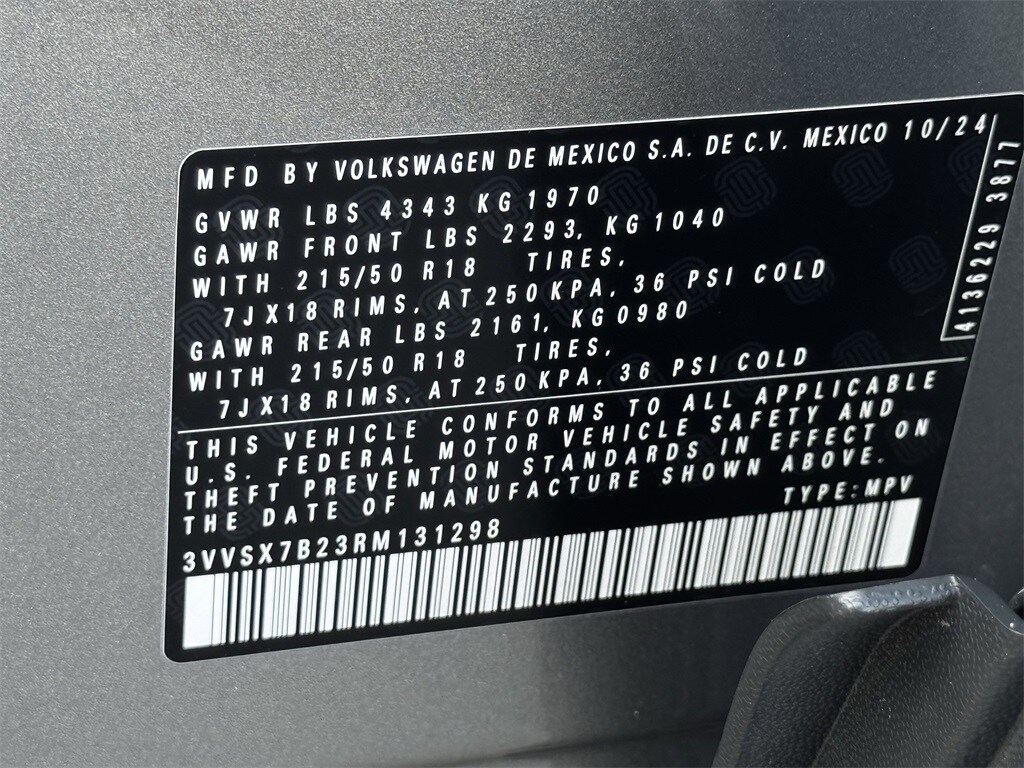 MFD BY VOLKSWAGEN DE MEXICO S.A. DE C.V. MEXICO 10/24
GVWR LBS 4343 KG 1970
GAWR FRONT LBS 2293, KG 1040
WITH 215/50 R18 TIRES,
7JX18 RIMS, AT 250 KPA, 36 PSI COLD
GAWR REAR LBS 2161, KG0980
WITH 215/50 R18 TIRES,
7JX18 RIMS, AT 250KPA, 36 PSI COLD
THIS VEHICLE CONFORMS TO ALL APPLICABLE
U.S. FEDERAL MOTOR VEHICLE SAFETY AND
THEFT PREVENTION STANDARDS IN EFFECT ON
THE DATE OF MANUFACTURE SHOWN ABOVE.
TYPE:MPV
3VVSX7B23RM131298
4136229 3877